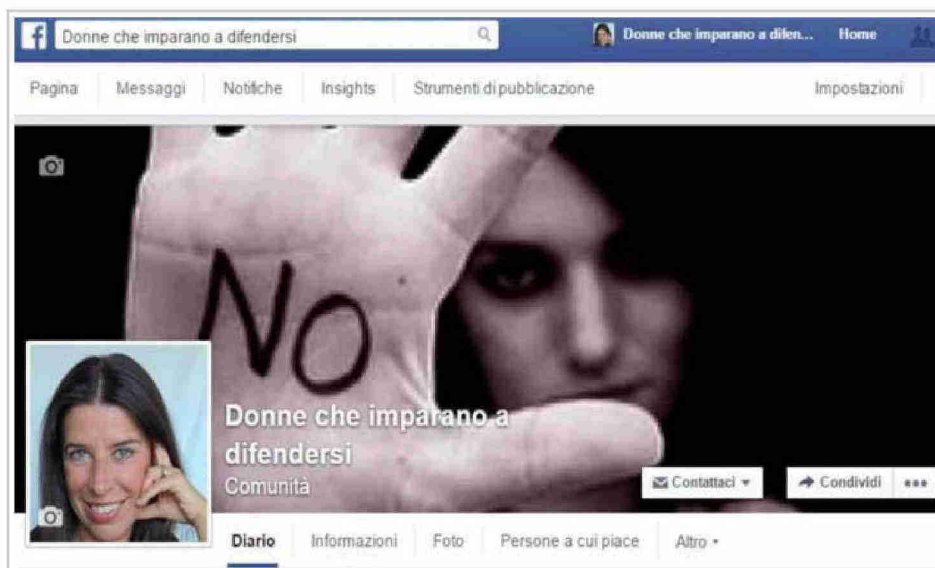 f Donne che imparano a difendersi Donne che imparano a difen... Home
Pagina Messaggi Notifiche Insights Strumenti di pubblicazione Impostazioni
NO
Donne che imparano a
difendersi
Comunità
Contattaci Condividi
Diario Informazioni Foto Persone a cui piace Altro